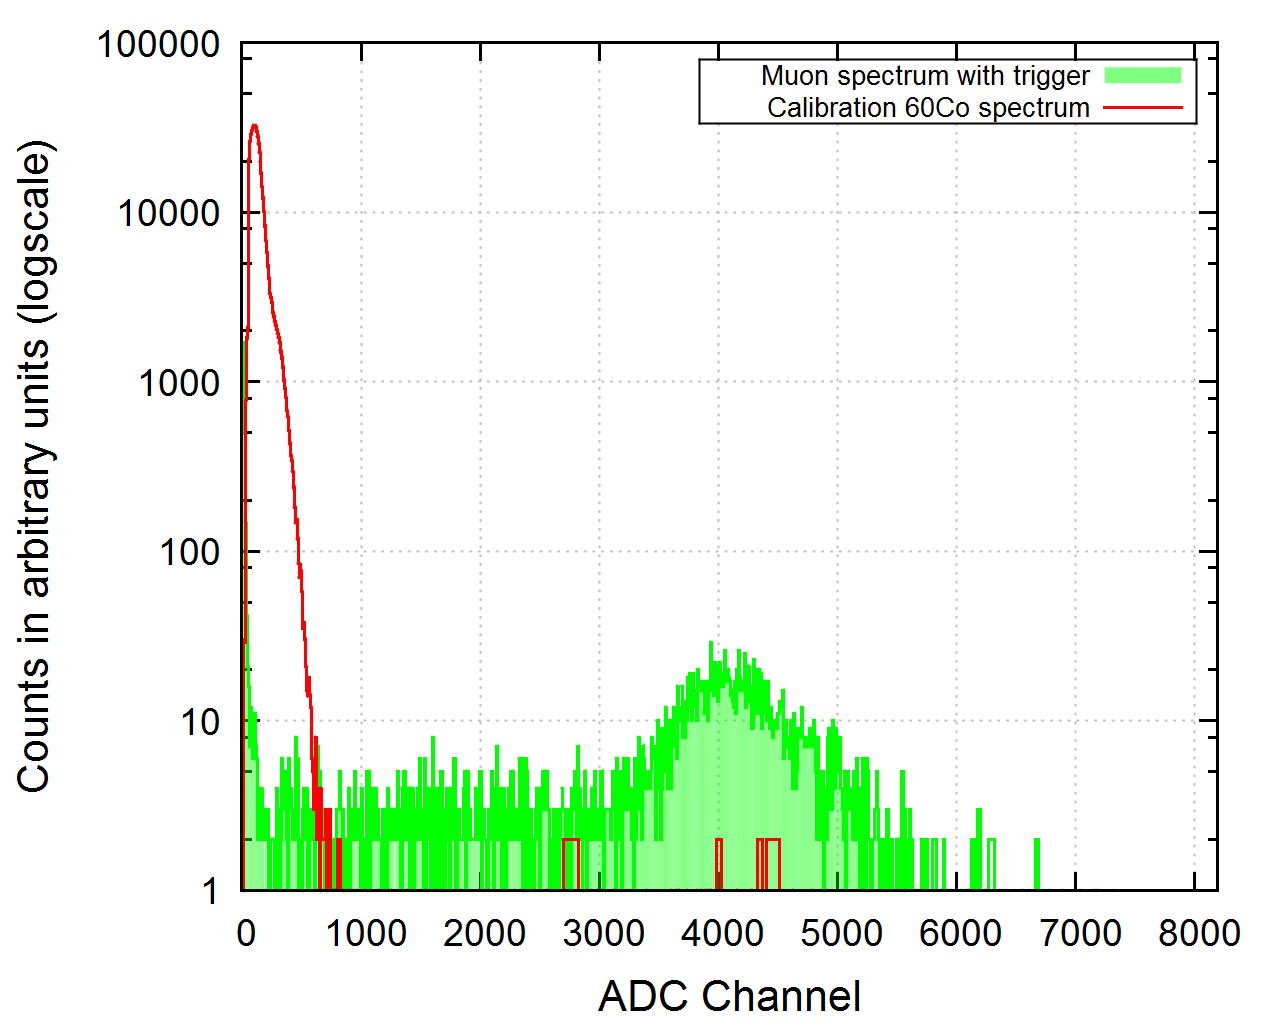 100000
10000
1000
100
10
1
Counts in arbitrary units (logscale)
Muon spectrum with trigger
Calibration 60Co spectrum
0 1000 2000 3000 4000 5000 6000 7000 8000
ADC Channel